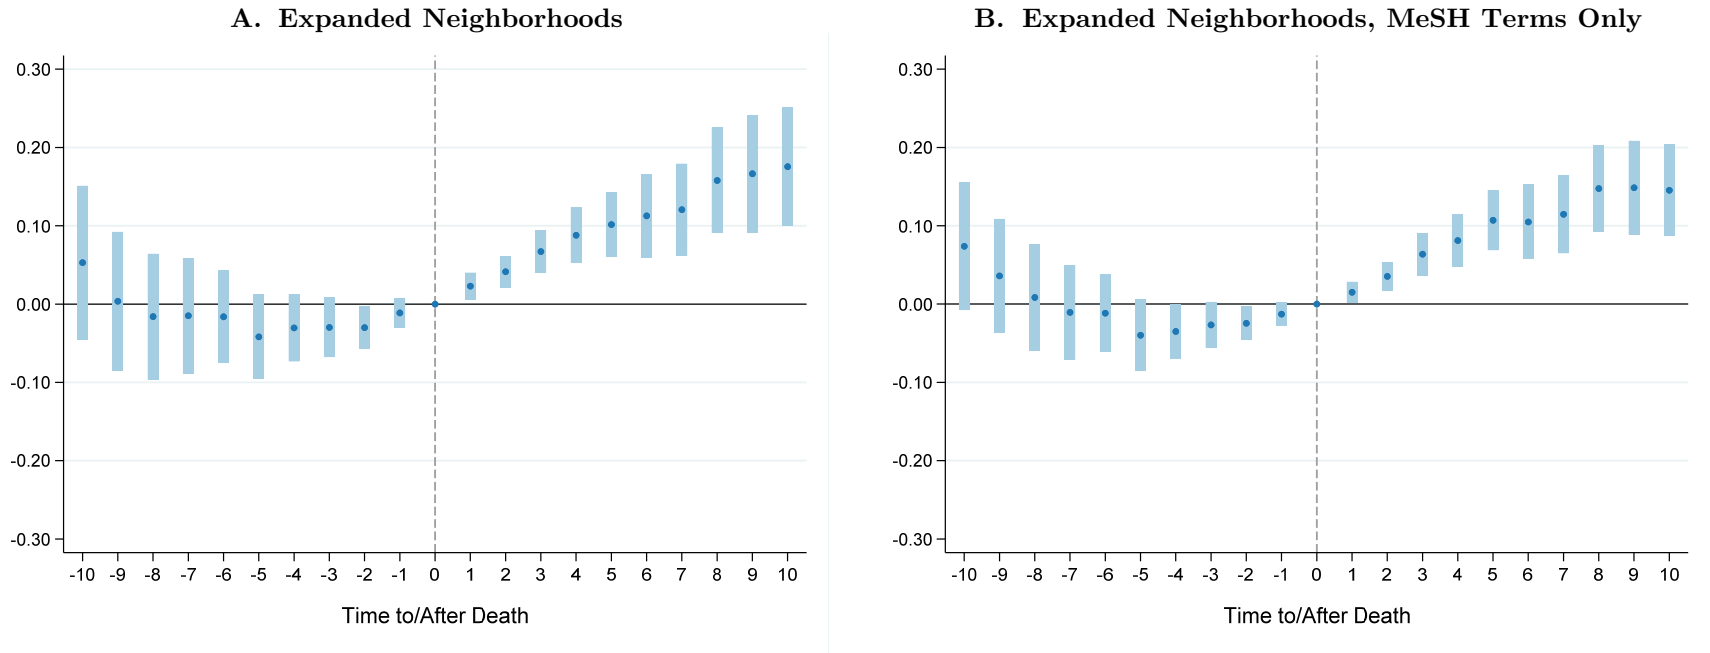 A. Expanded Neighborhoods
0.30
0.20
0.10
0.00
-0.10
-0.20
-0.30
-10 -9 -8 -7 -6 -5 -4 -3 -2 -1 0 1 2 3 4 5 6 7 8 9 10
Time to/After Death
B. Expanded Neighborhoods, MeSH Terms Only
0.30
0.20
0.10
0.00
-0.10
-0.20
-0.30
-10 -9 -8 -7 -6 -5 -4 -3 -2 -1 0 1 2 3 4 5 6 7 8 9 10
Time to/After Death